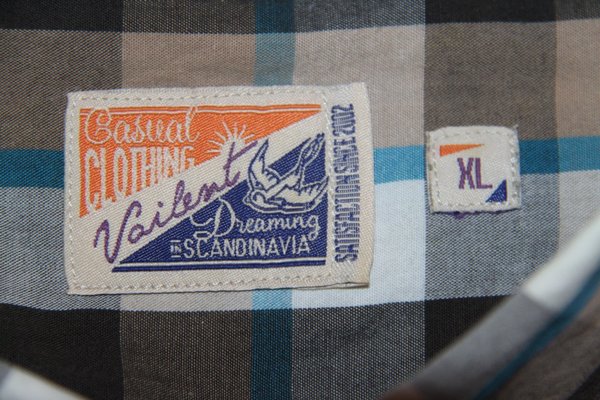 Casual
CLOTHING
Vailent
Dreaming
IN SCANDINAVIA
SATISFACTION SINCE 2002
XL